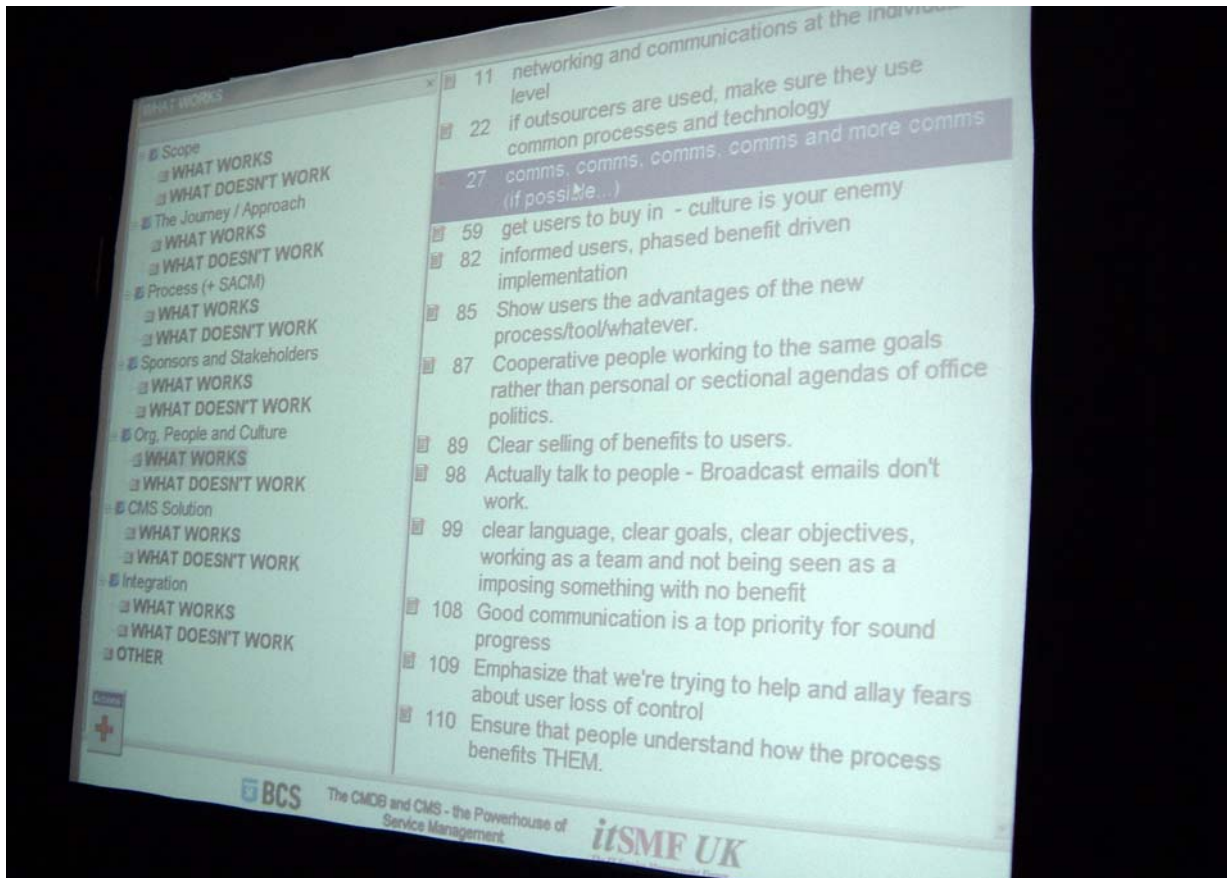 WHAT WORKS
Scope
WHAT WORKS
WHAT DOESN'T WORK
The Journey / Approach
WHAT WORKS
WHAT DOESN'T WORK
Process (+ SACM)
WHAT WORKS
WHAT DOESN'T WORK
Sponsors and Stakeholders
WHAT WORKS
WHAT DOESN'T WORK
Org, People and Culture
WHAT WORKS
WHAT DOESN'T WORK
CMS Solution
WHAT WORKS
WHAT DOESN'T WORK
Integration
WHAT WORKS
WHAT DOESN'T WORK
OTHER
11 networking and communications at the
level
22 if outsourcers are used, make sure they use
common processes and technology
27 comms, comms, comms, comms and more comms
(if possible...)
59 get users to buy in - culture is your enemy
82 informed users, phased benefit driven
implementation
85 Show users the advantages of the new
process/tool/whatever.
87 Cooperative people working to the same goals
rather than personal or sectional agendas of office
politics.
89 Clear selling of benefits to users.
98 Actually talk to people - Broadcast emails don't
work.
99 clear language, clear goals, clear objectives,
working as a team and not being seen as a
imposing something with no benefit
108 Good communication is a top priority for sound
progress
109 Emphasize that we're trying to help and allay fears
about user loss of control
110 Ensure that people understand how the process
benefits THEM.
BCS
The CMDB and CMS - the Powerhouse of
Service Management
itSMF UK